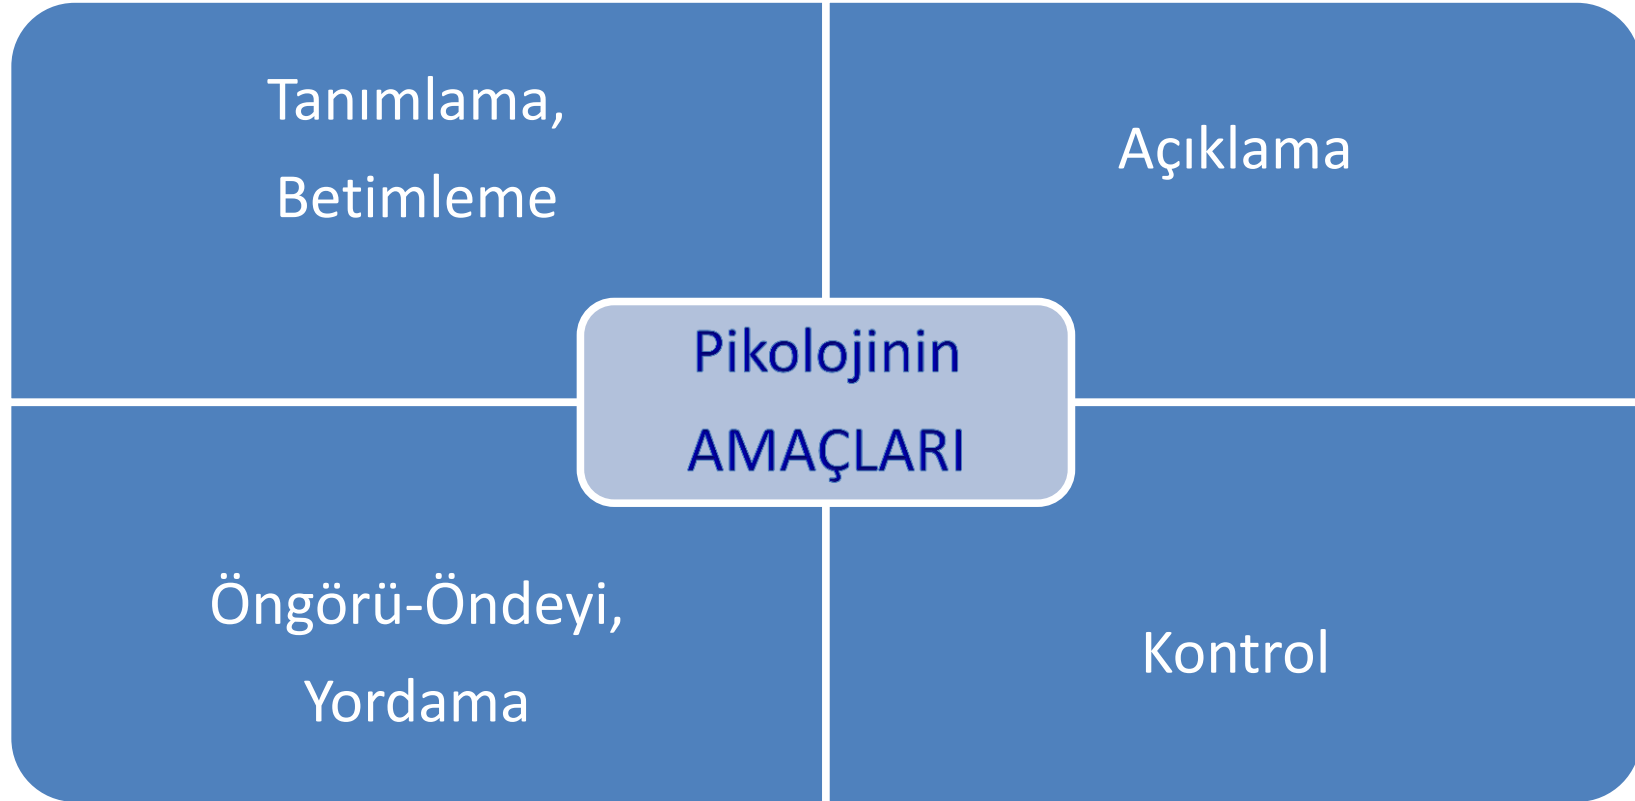 Tanımlama,
Betimleme
Açıklama
Pikolojinin
AMAÇLARI
Öngörü-Öndeyi,
Yordama
Kontrol